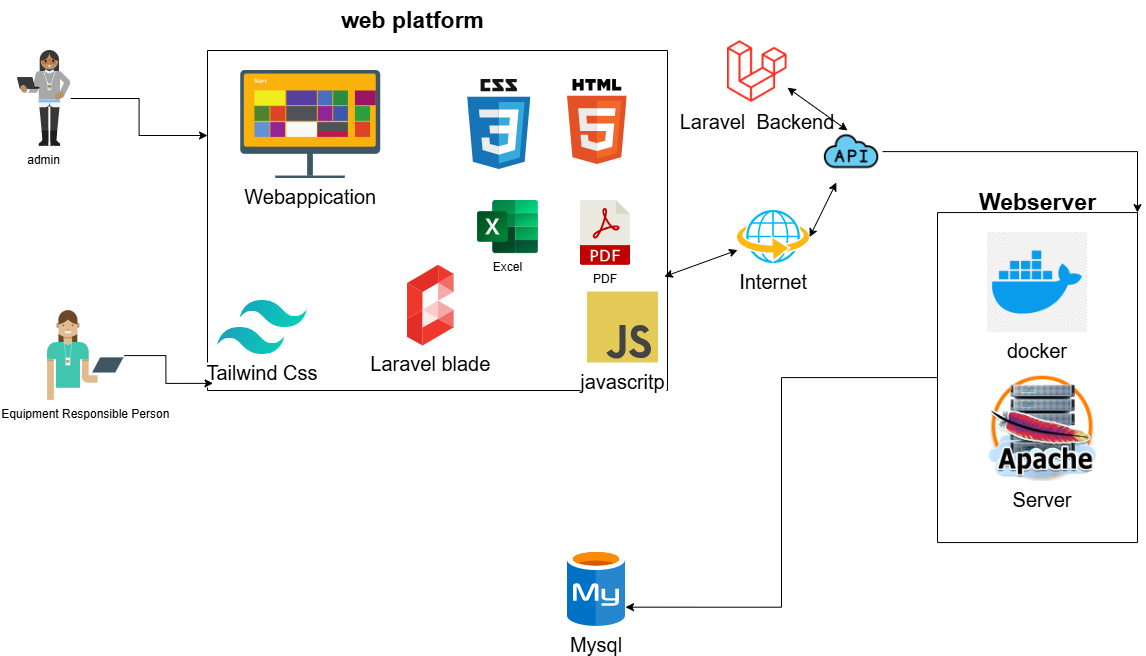 web platform
admin
Start
Webappication
CSS
3
HTML
5
Laravel Backend
API
X
Excel
PDF
PDF
Internet
Webserver
docker
Tailwind Css
Laravel blade
JS
javascritp
Equipment Responsible Person
Apache
Server
My
Mysql